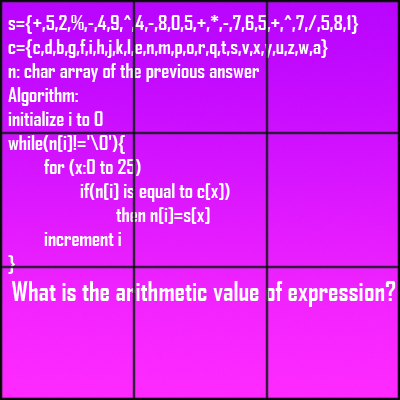 s={+,5,2,%,-,4,9,^,4,-,8,0,5,+,*,-,7,6,5,+,^,7,/,5,8,1}
c={c,d,b,g,f,i,h,j,k,l,e,n,m,p,o,r,q,t,s,v,x,y,u,z,w,a}
n: char array of the previous answer
Algorithm:
initialize i to 0
while(n[i]!='\0'){
for (x:0 to 25)
if(n[i] is equal to c[x])
then n[i]=s[x]
increment i
}
What is the arithmetic value of expression?